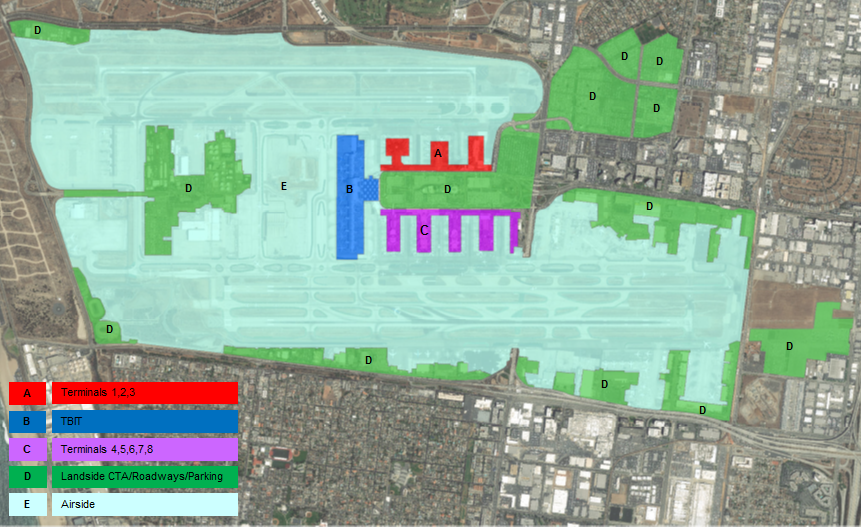 D
D
D
D
D
A
D
E
B
D
D
C
D
D
D
D
D
A Terminals 1,2,3
B TBIT
C Terminals 4,5,6,7,8
D Landside CTA/Roadways/Parking
E Airside